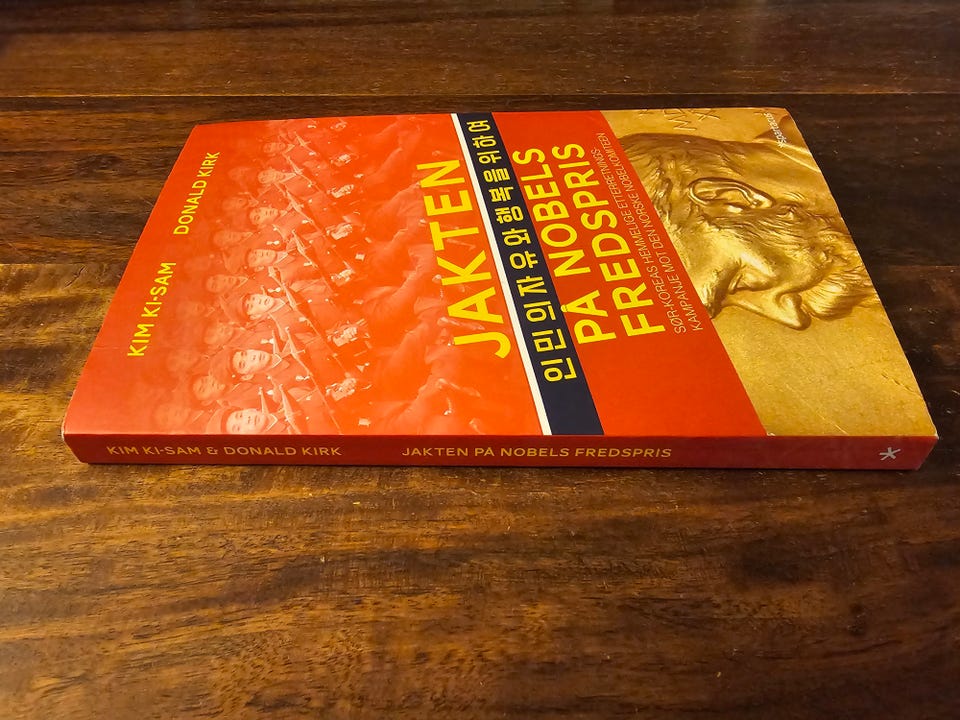 KIM KI-SAM
DONALD KIRK
JAKTEN
인민의 자유와 행복을 위하여
PÅ NOBELS
FREDSPRIS
SØR-KOREAS HEMMELIGE ETTERRETNINGS-
KAMPANJE MOT DEN NORSKE NOBELKOMITEEN
spartacus
KIM KI-SAM & DONALD KIRK JAKTEN PÅ NOBELS FREDSPRIS